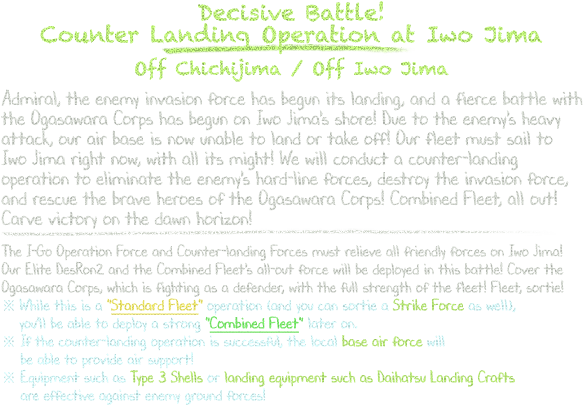 Decisive Battle!
Counter Landing Operation at Iwo Jima
Off Chichijima / Off Iwo Jima
Admiral, the enemy invasion force has begun its landing, and a fierce battle with
the Ogasawara Corps has begun on Iwo Jima's shore! Due to the enemy's heavy
attack, our air base is now unable to land or take off! Our fleet must sail to
Iwo Jima right now, with all its might! We will conduct a counter-landing
operation to eliminate the enemy's hard-line forces, destroy the invasion force,
and rescue the brave heroes of the Ogasawara Corps! Combined Fleet, all out!
Carve victory on the dawn horizon!
The I-Go Operation Force and Counter-landing Forces must relieve all friendly forces on Iwo Jima!
Our Elite DesRon2 and the Combined Fleet's all-out force will be deployed in this battle! Cover the
Ogasawara Corps, which is fighting as a defender, with the full strength of the fleet! Fleet, sortie!
※ While this is a "Standard Fleet" operation (and you can sortie a Strike Force as well),
you'll be able to deploy a strong "Combined Fleet" later on.
※ If the counter-landing operation is successful, the local base air force will
be able to provide air support!
※ Equipment such as Type 3 Shells or landing equipment such as Daihatsu Landing Crafts
are effective against enemy ground forces!